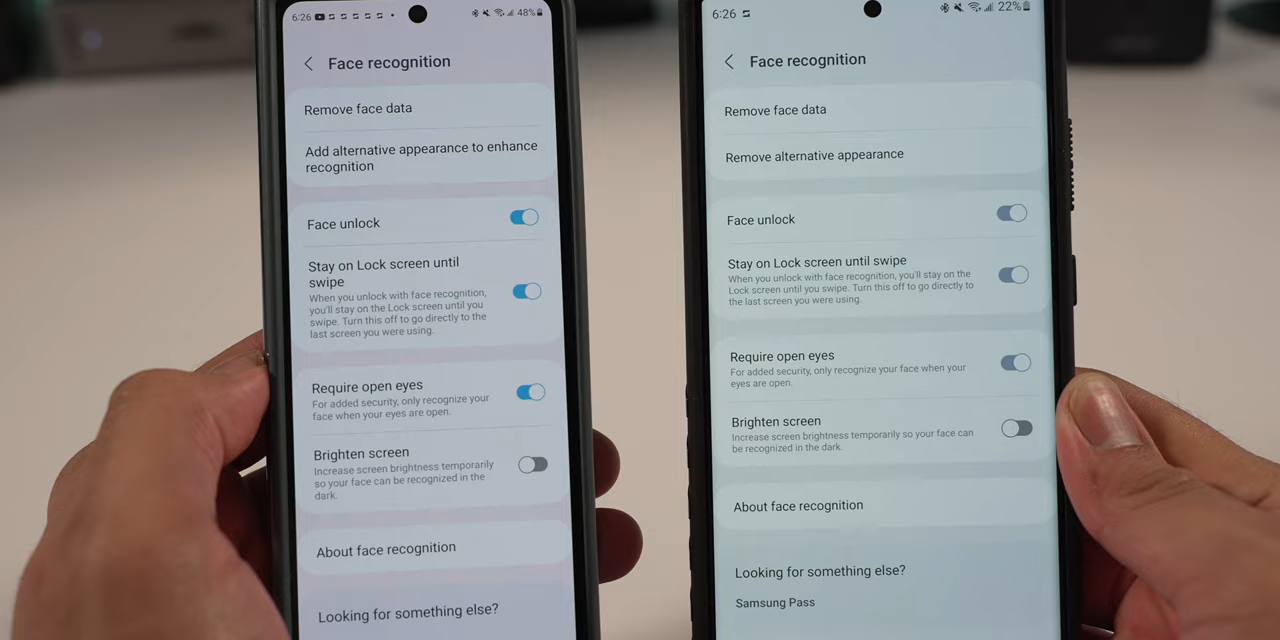 6:26
48%
Face recognition
Remove face data
Add alternative appearance to enhance
recognition
Face unlock
Stay on Lock screen until
swipe
When you unlock with face recognition,
you'll stay on the Lock screen until you
swipe. Turn this off to go directly to the
last screen you were using.
Require open eyes
For added security, only recognize your
face when your eyes are open.
Brighten screen
Increase screen brightness temporarily
so your face can be recognized in the
dark.
About face recognition
Looking for something else?
6:26
22%
Face recognition
Remove face data
Remove alternative appearance
Face unlock
Stay on Lock screen until swipe
When you unlock with face recognition, you'll stay on the
Lock screen until you swipe. Turn this off to go directly to
the last screen you were using.
Require open eyes
For added security, only recognize your face when your
eyes are open.
Brighten screen
Increase screen brightness temporarily so your face can
be recognized in the dark.
About face recognition
Looking for something else?
Samsung Pass